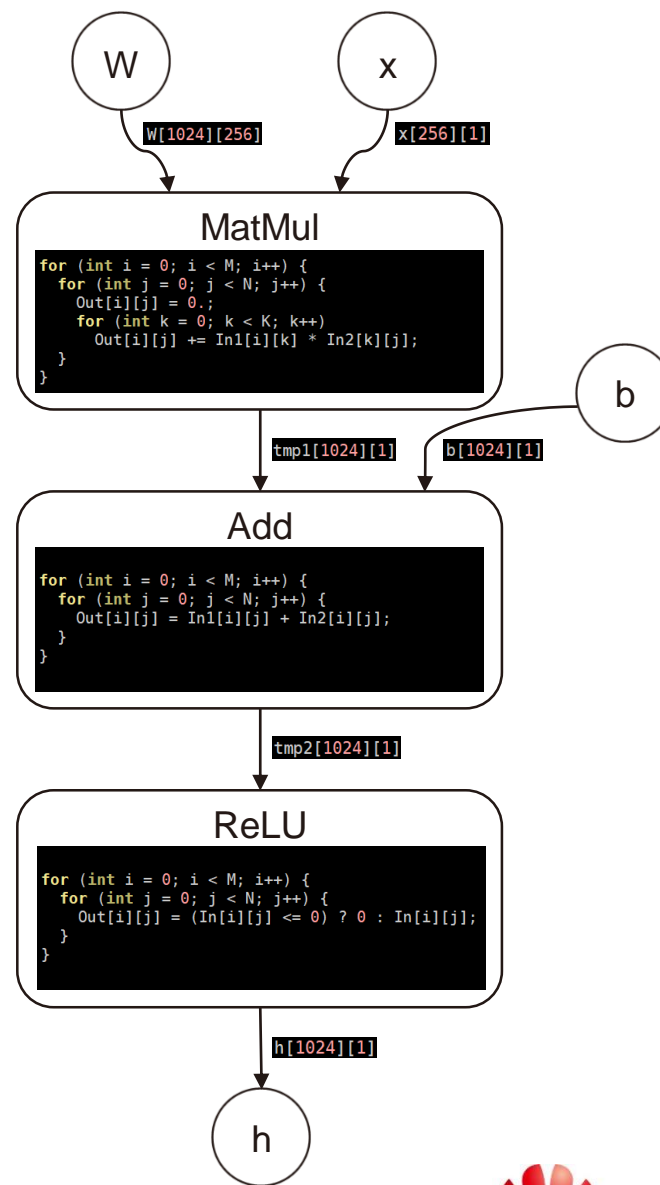 W
x
W[1024][256]
x[256][1]
MatMul
for (int i = 0; i < M; i++) {
  for (int j = 0; j < N; j++) {
    Out[i][j] = 0.;
    for (int k = 0; k < K; k++)
      Out[i][j] += In1[i][k] * In2[k][j];
  }
}
b
tmp1[1024][1]
b[1024][1]
Add
for (int i = 0; i < M; i++) {
  for (int j = 0; j < N; j++) {
    Out[i][j] = In1[i][j] + In2[i][j];
  }
}
tmp2[1024][1]
ReLU
for (int i = 0; i < M; i++) {
  for (int j = 0; j < N; j++) {
    Out[i][j] = (In[i][j] <= 0) ? 0 : In[i][j];
  }
}
h[1024][1]
h